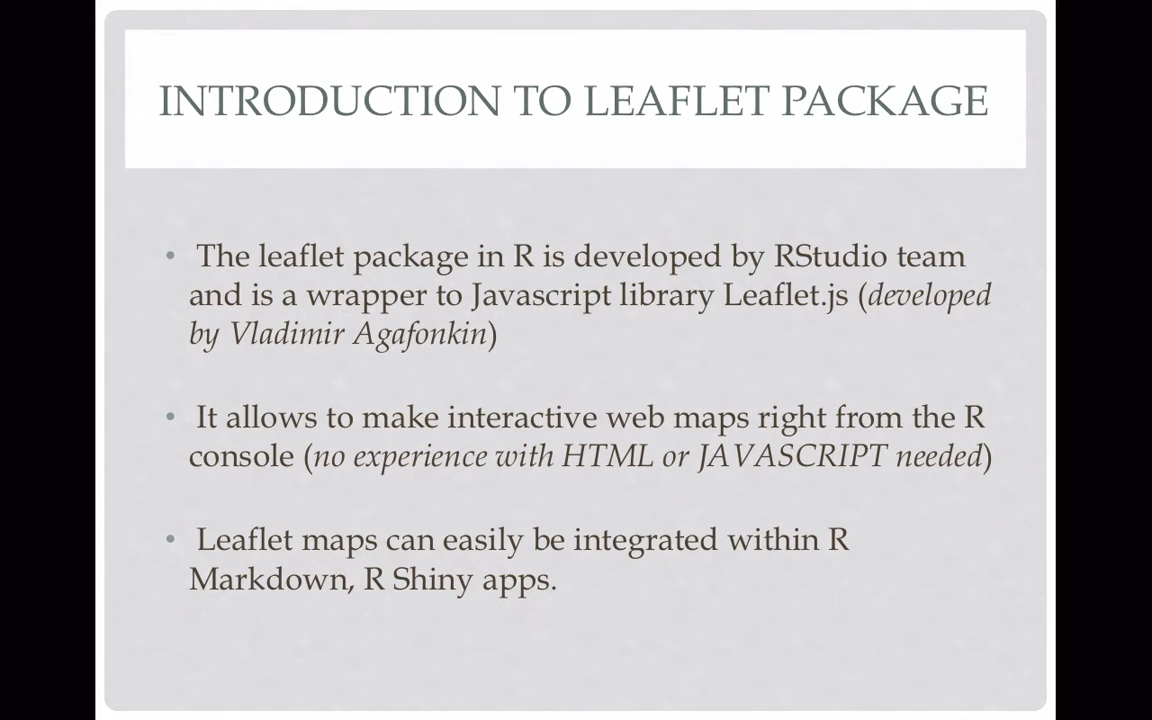 INTRODUCTION TO LEAFLET PACKAGE
• The leaflet package in R is developed by RStudio team
and is a wrapper to Javascript library Leaflet.js (developed
by Vladimir Agafonkin)
• It allows to make interactive web maps right from the R
console (no experience with HTML or JAVASCRIPT needed)
• Leaflet maps can easily be integrated within R
Markdown, R Shiny apps.